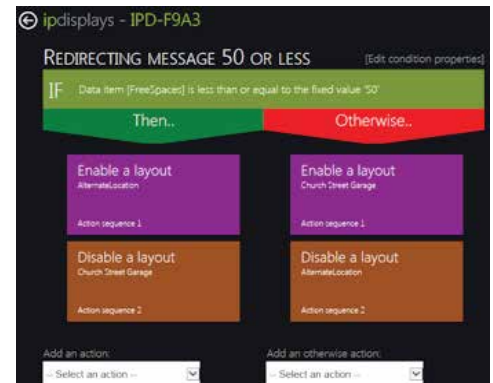 ipdisplays - IPD-F9A3
REDIRECTING MESSAGE 50 OR LESS
[Edit condition properties]
IF Data item [FreeSpaces] is less than or equal to the fixed value '50'
Then..
Otherwise..
Enable a layout
AlternateLocation
Action sequence 1
Enable a layout
Church Street Garage
Action sequence 1
Disable a layout
Church Street Garage
Action sequence 2
Disable a layout
AlternateLocation
Action sequence 2
Add an action:
-- Select an action --
Add an otherwise action:
-- Select an action --